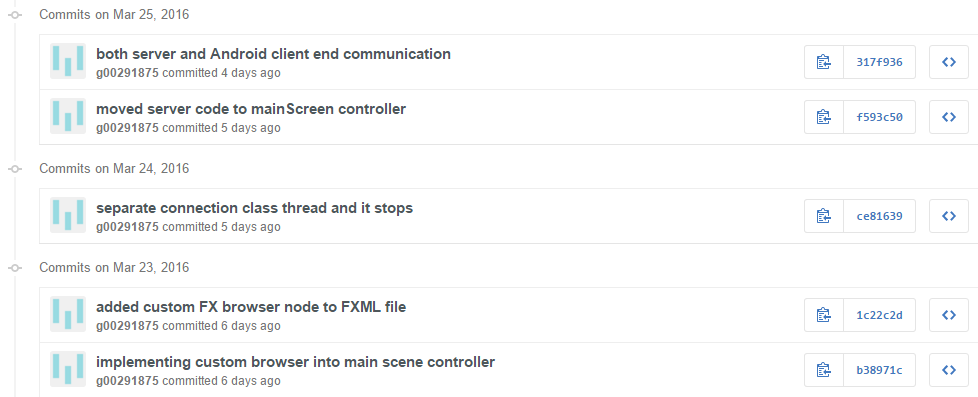 Commits on Mar 25, 2016
both server and Android client end communication
g00291875 committed 4 days ago
317f936
moved server code to mainScreen controller
g00291875 committed 5 days ago
f593c50
Commits on Mar 24, 2016
separate connection class thread and it stops
g00291875 committed 5 days ago
ce81639
Commits on Mar 23, 2016
added custom FX browser node to FXML file
g00291875 committed 6 days ago
1c22c2d
implementing custom browser into main scene controller
g00291875 committed 6 days ago
b38971c